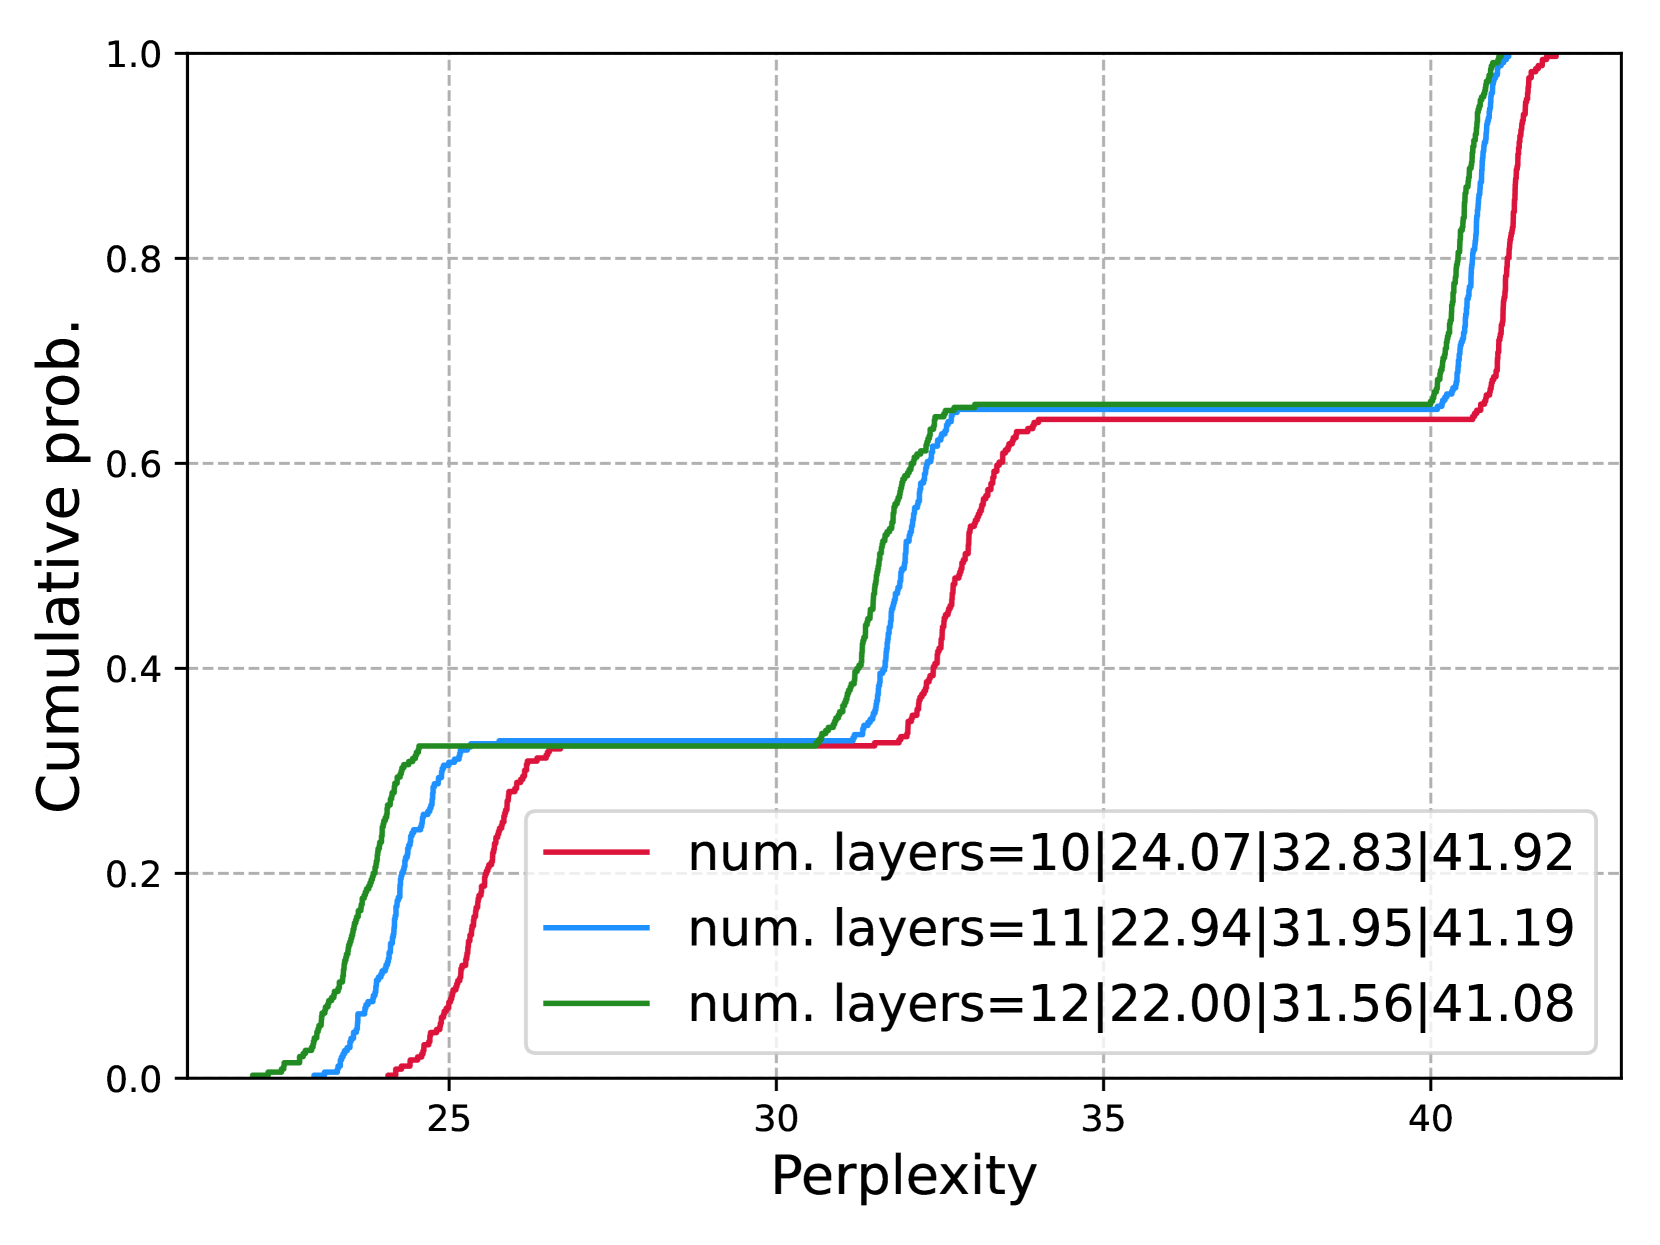 1.0
0.8
0.6
0.4
0.2
0.0
Cumulative prob.
num. layers=10|24.07|32.83|41.92
num. layers=11|22.94|31.95|41.19
num. layers=12|22.00|31.56|41.08
25 30 35 40
Perplexity